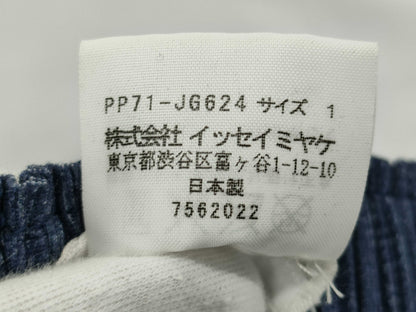 PP71-JG624 サイズ 1
株式会社 イッセイミヤケ
東京都渋谷区富ヶ谷1-12-10
日本製
7562022